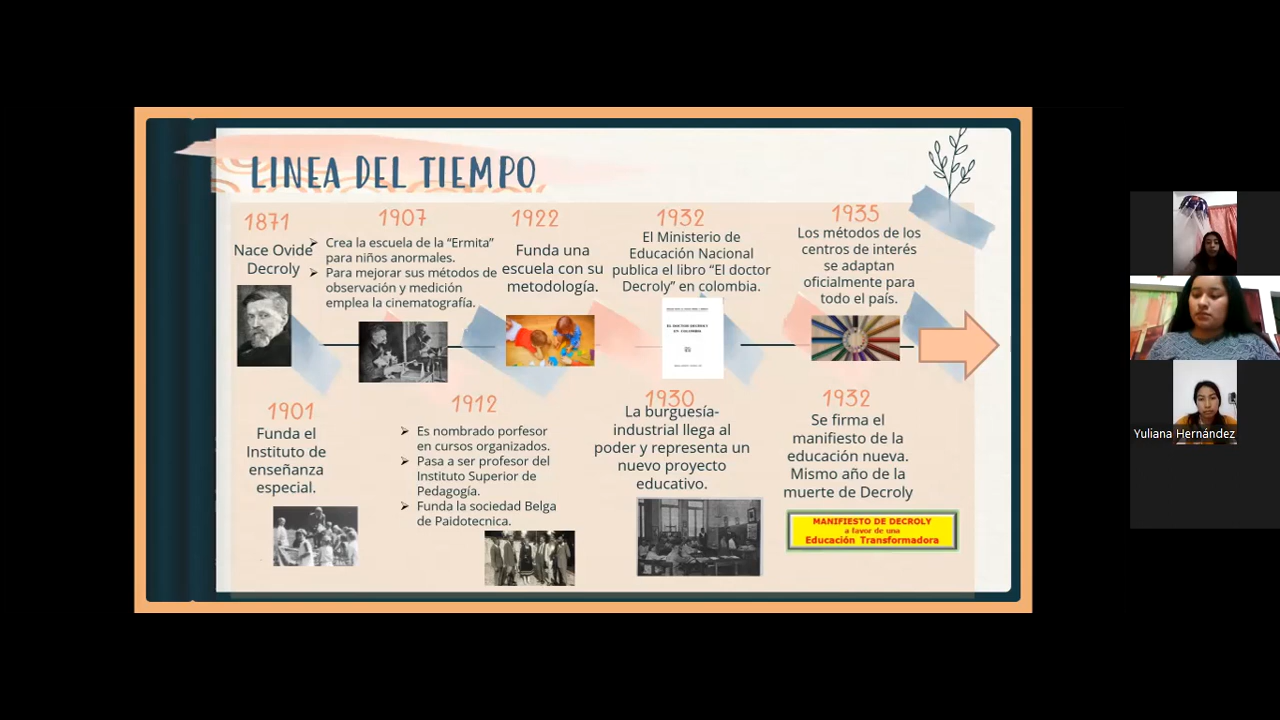 LINEA DEL TIEMPO
1871
Nace Ovide
Decroly
1907
➢ Crea la escuela de la “Ermita”
para niños anormales.
➢ Para mejorar sus métodos de
observación y medición
emplea la cinematografía.
1922
Funda una
escuela con su
metodología.
1932
El Ministerio de
Educación Nacional
publica el libro “El doctor
Decroly” en colombia.
EL DOCTOR DECROLY
EN COLOMBIA
1935
Los métodos de los
centros de interés
se adaptan
oficialmente para
todo el país.
1901
Funda el
Instituto de
enseñanza
especial.
1912
➢ Es nombrado porfesor
en cursos organizados.
➢ Pasa a ser profesor del
Instituto Superior de
Pedagogía.
➢ Funda la sociedad Belga
de Paidotecnica.
1930
La burguesía-
industrial llega al
poder y representa un
nuevo proyecto
educativo.
1932
Se firma el
manifiesto de la
educación nueva.
Mismo año de la
muerte de Decroly
MANIFIESTO DE DECROLY
a favor de una
Educación Transformadora
Yuliana Hernández